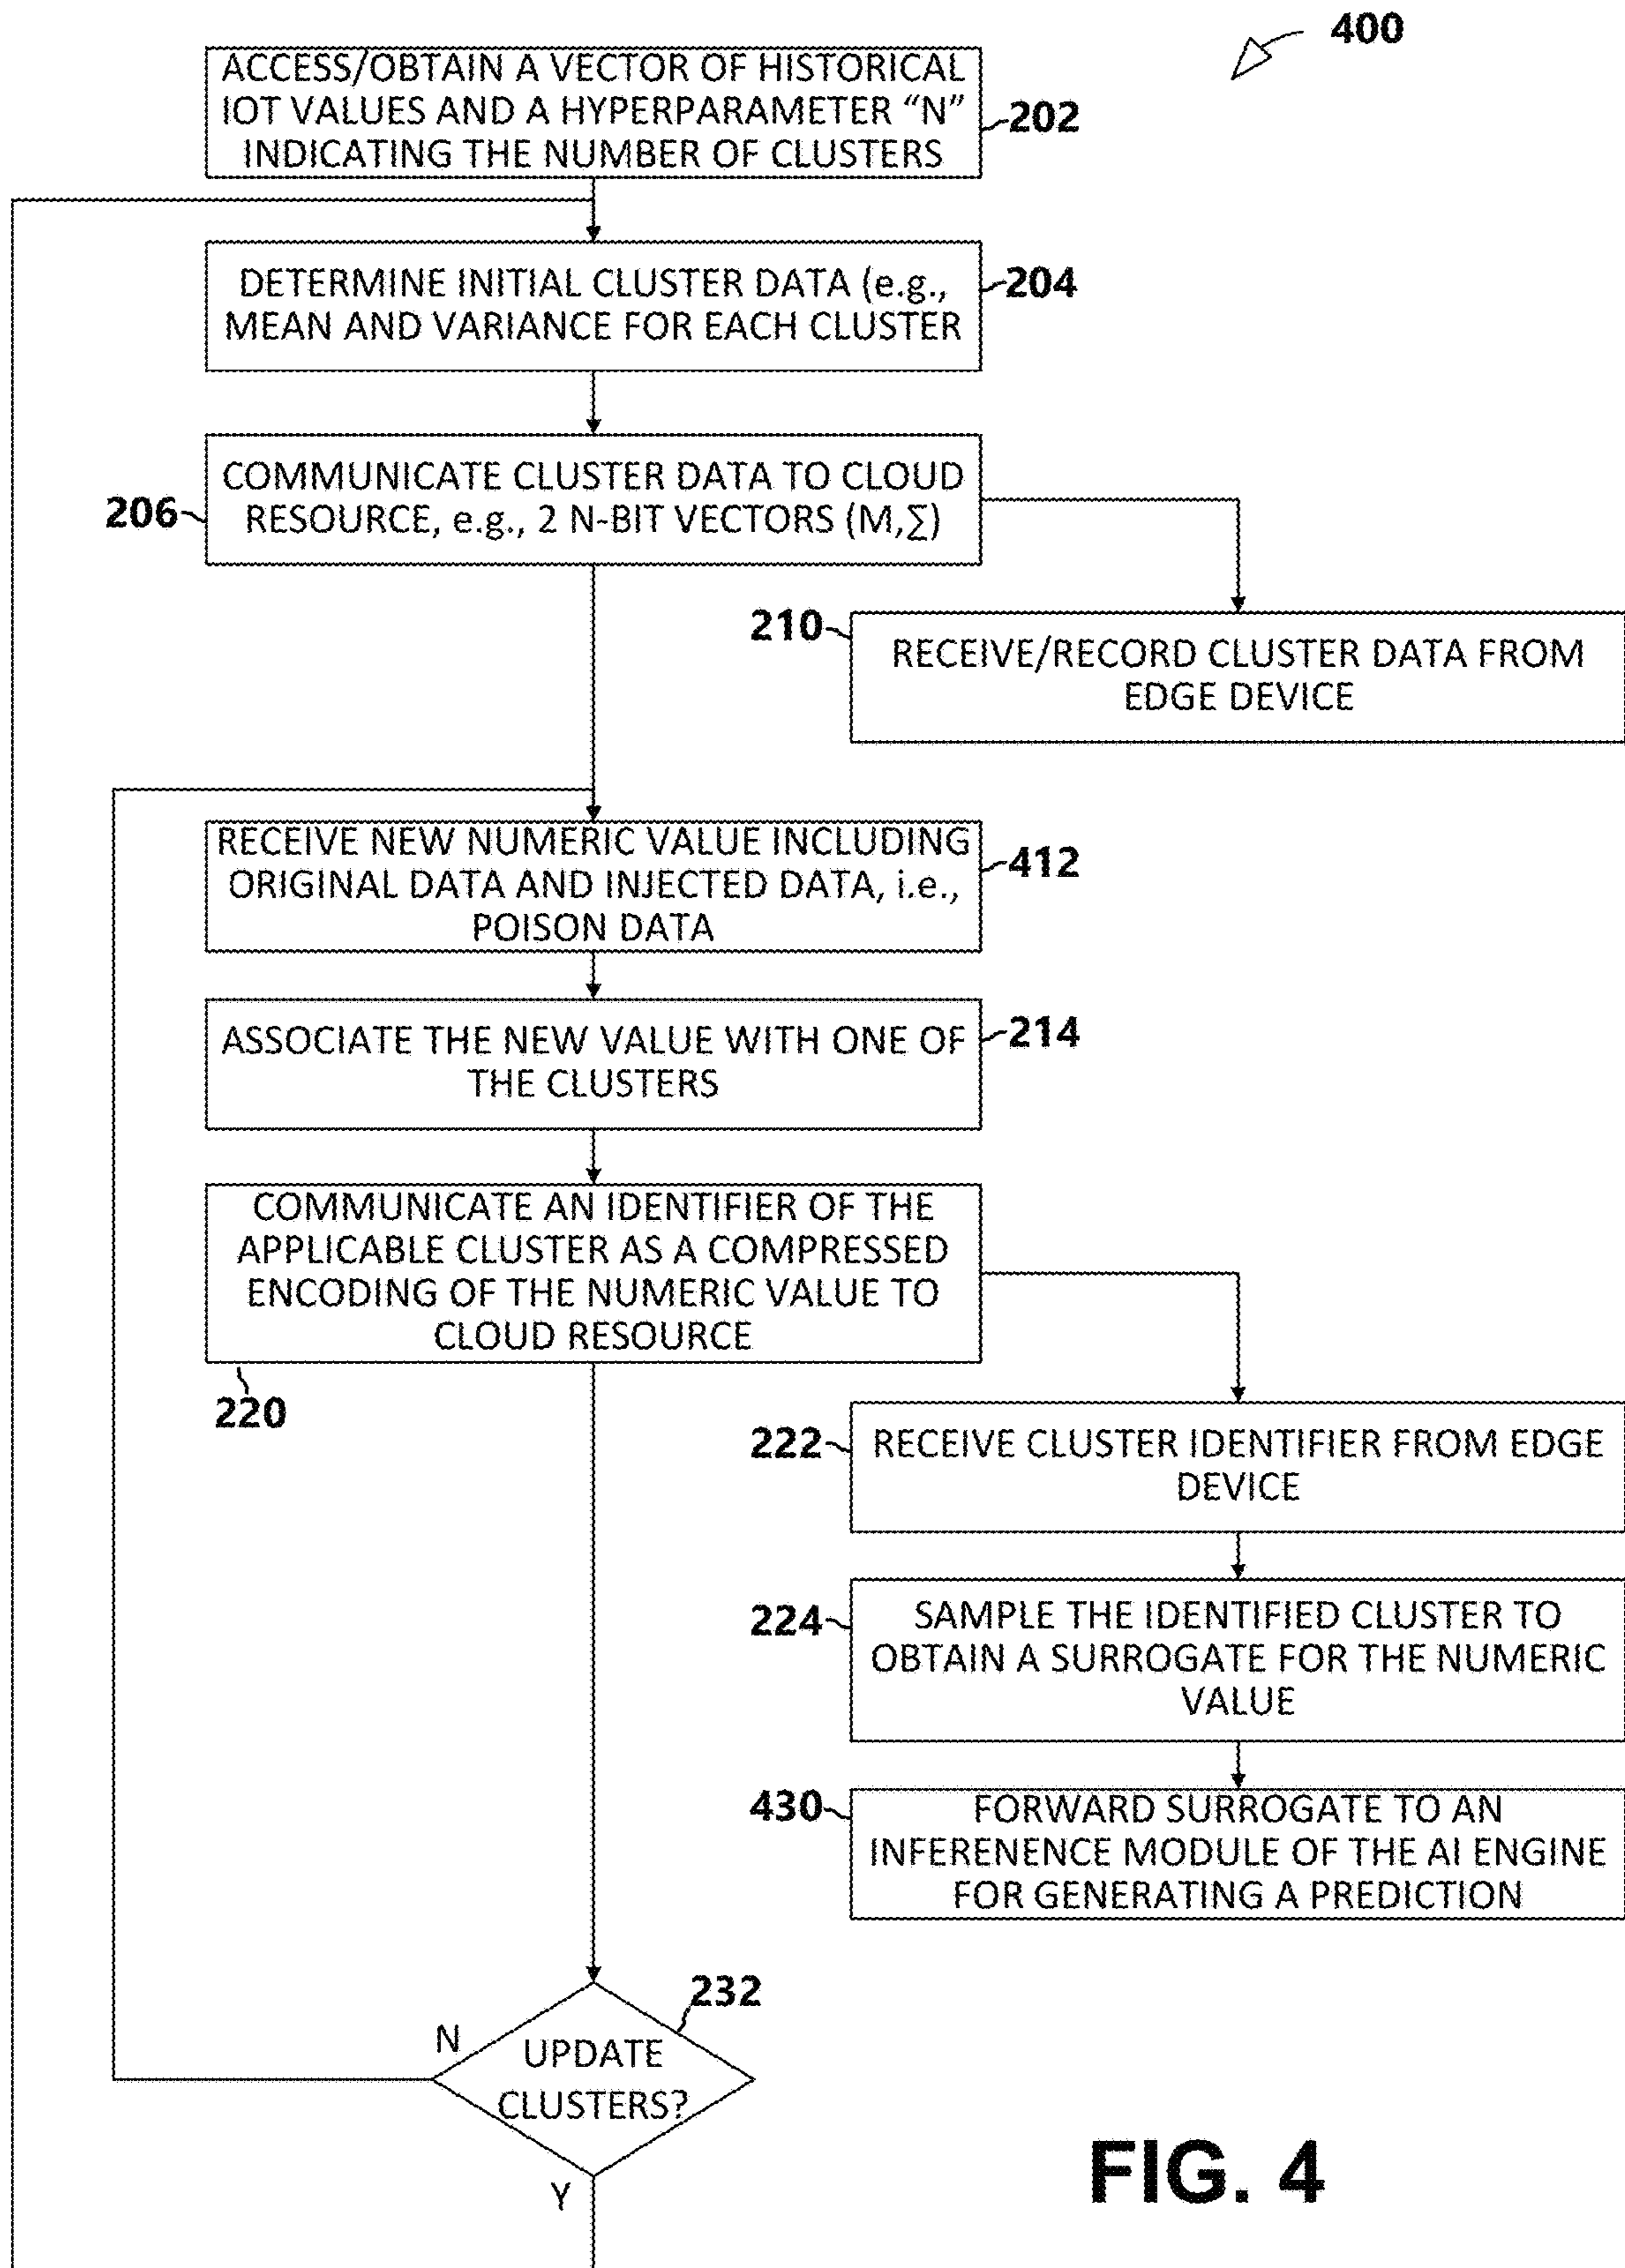 400
ACCESS/OBTAIN A VECTOR OF HISTORICAL
IOT VALUES AND A HYPERPARAMETER “N”
INDICATING THE NUMBER OF CLUSTERS
202
DETERMINE INITIAL CLUSTER DATA (e.g.,
MEAN AND VARIANCE FOR EACH CLUSTER
204
COMMUNICATE CLUSTER DATA TO CLOUD
RESOURCE, e.g., 2 N-BIT VECTORS (M,∑)
206
210
RECEIVE/RECORD CLUSTER DATA FROM
EDGE DEVICE
RECEIVE NEW NUMERIC VALUE INCLUDING
ORIGINAL DATA AND INJECTED DATA, i.e.,
POISON DATA
412
ASSOCIATE THE NEW VALUE WITH ONE OF
THE CLUSTERS
214
COMMUNICATE AN IDENTIFIER OF THE
APPLICABLE CLUSTER AS A COMPRESSED
ENCODING OF THE NUMERIC VALUE TO
CLOUD RESOURCE
220
222
RECEIVE CLUSTER IDENTIFIER FROM EDGE
DEVICE
224
SAMPLE THE IDENTIFIED CLUSTER TO
OBTAIN A SURROGATE FOR THE NUMERIC
VALUE
430
FORWARD SURROGATE TO AN
INFERENENCE MODULE OF THE AI ENGINE
FOR GENERATING A PREDICTION
232
N
UPDATE
CLUSTERS?
Y
FIG. 4